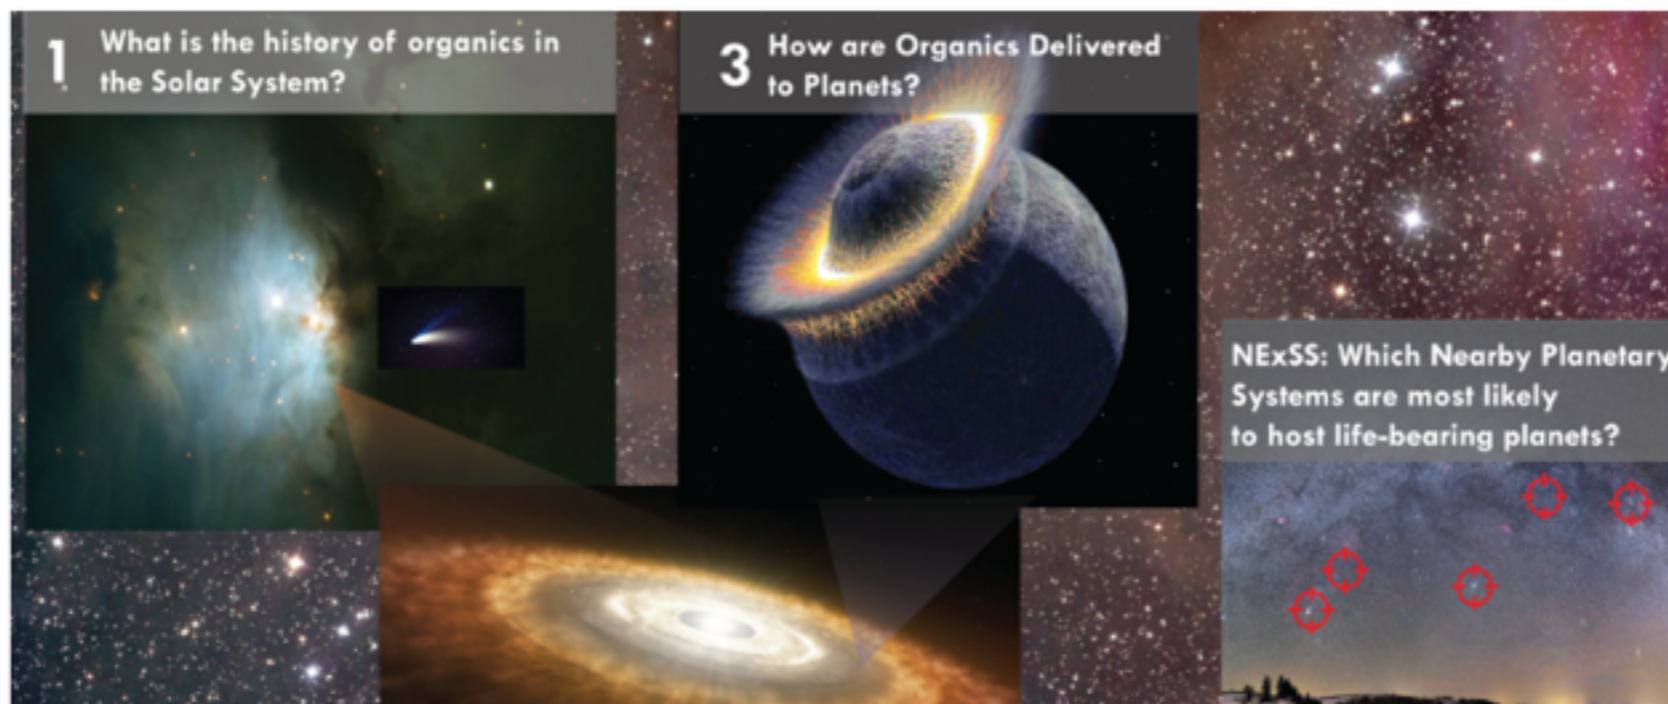 1
What is the history of organics in
the Solar System?
3
How are Organics Delivered
to Planets?
NExSS: Which Nearby Planetary
Systems are most likely
to host life-bearing planets?